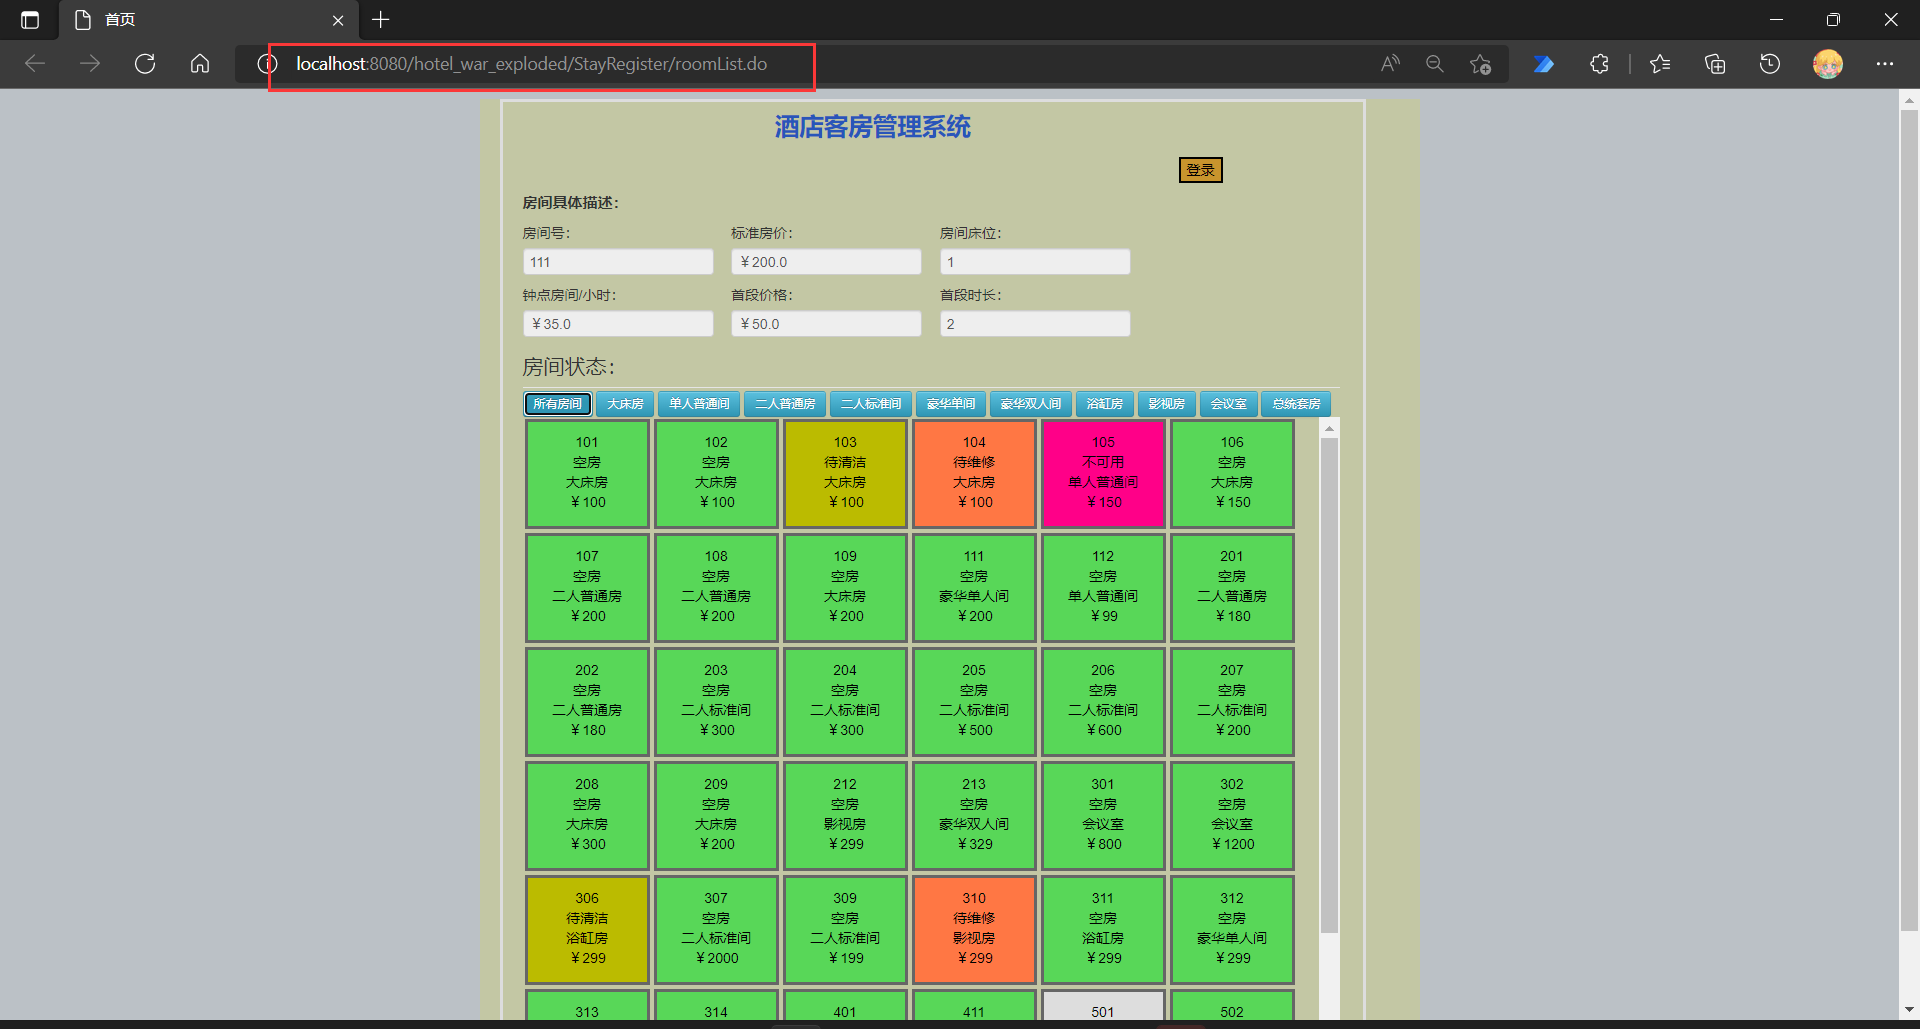 首页
localhost:8080/hotel_war_exploded/StayRegister/roomList.do
酒店客房管理系统
登录
房间具体描述：
房间号： 标准房价： 房间床位：
111 ￥200.0 1
钟点房间/小时： 首段价格： 首段时长：
￥35.0 ￥50.0 2
房间状态：
所有房间 大床房 单人普通间 二人普通房 二人标准间 豪华单间 豪华双人间 浴缸房 影视房 会议室 总统套房
101 102 103 104 105 106
空房 空房 待清洁 待维修 不可用 空房
大床房 大床房 大床房 大床房 单人普通间 大床房
￥100 ￥100 ￥100 ￥100 ￥150 ￥150
107 108 109 111 112 201
空房 空房 空房 空房 空房 空房
二人普通房 二人普通房 大床房 豪华单人间 单人普通间 二人普通房
￥200 ￥200 ￥200 ￥200 ￥99 ￥180
202 203 204 205 206 207
空房 空房 空房 空房 空房 空房
二人普通房 二人标准间 二人标准间 二人标准间 二人标准间 二人标准间
￥180 ￥300 ￥300 ￥500 ￥600 ￥200
208 209 212 213 301 302
空房 空房 空房 空房 空房 空房
大床房 大床房 影视房 豪华双人间 会议室 会议室
￥300 ￥200 ￥299 ￥329 ￥800 ￥1200
306 307 309 310 311 312
待清洁 空房 空房 待维修 空房 空房
浴缸房 二人标准间 二人标准间 影视房 浴缸房 豪华单人间
￥299 ￥2000 ￥199 ￥299 ￥299 ￥299
313 314 401 411 501 502